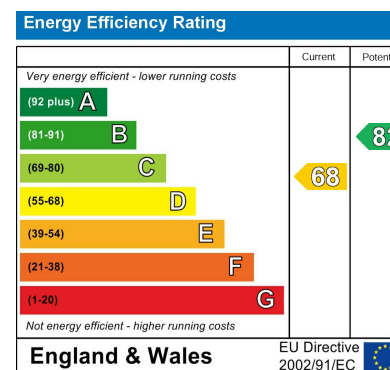 Energy Efficiency Rating
Current
Very energy efficient - lower running costs
(92 plus) A
(81-91) B
(69-80) C
68
(55-68) D
(39-54) E
(21-38) F
(1-20) G
Not energy efficient - higher running costs
England & Wales
EU Directive
2002/91/EC